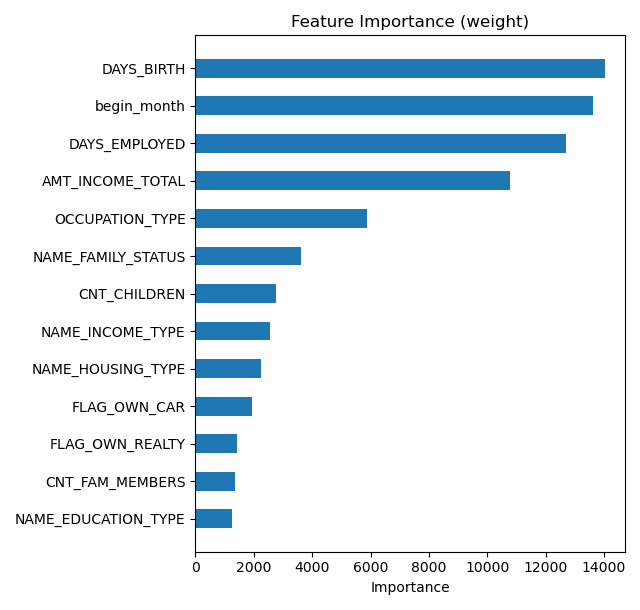 Feature Importance (weight)
DAYS_BIRTH
begin_month
DAYS_EMPLOYED
AMT_INCOME_TOTAL
OCCUPATION_TYPE
NAME_FAMILY_STATUS
CNT_CHILDREN
NAME_INCOME_TYPE
NAME_HOUSING_TYPE
FLAG_OWN_CAR
FLAG_OWN_REALTY
CNT_FAM_MEMBERS
NAME_EDUCATION_TYPE
0 2000 4000 6000 8000 10000 12000 14000
Importance